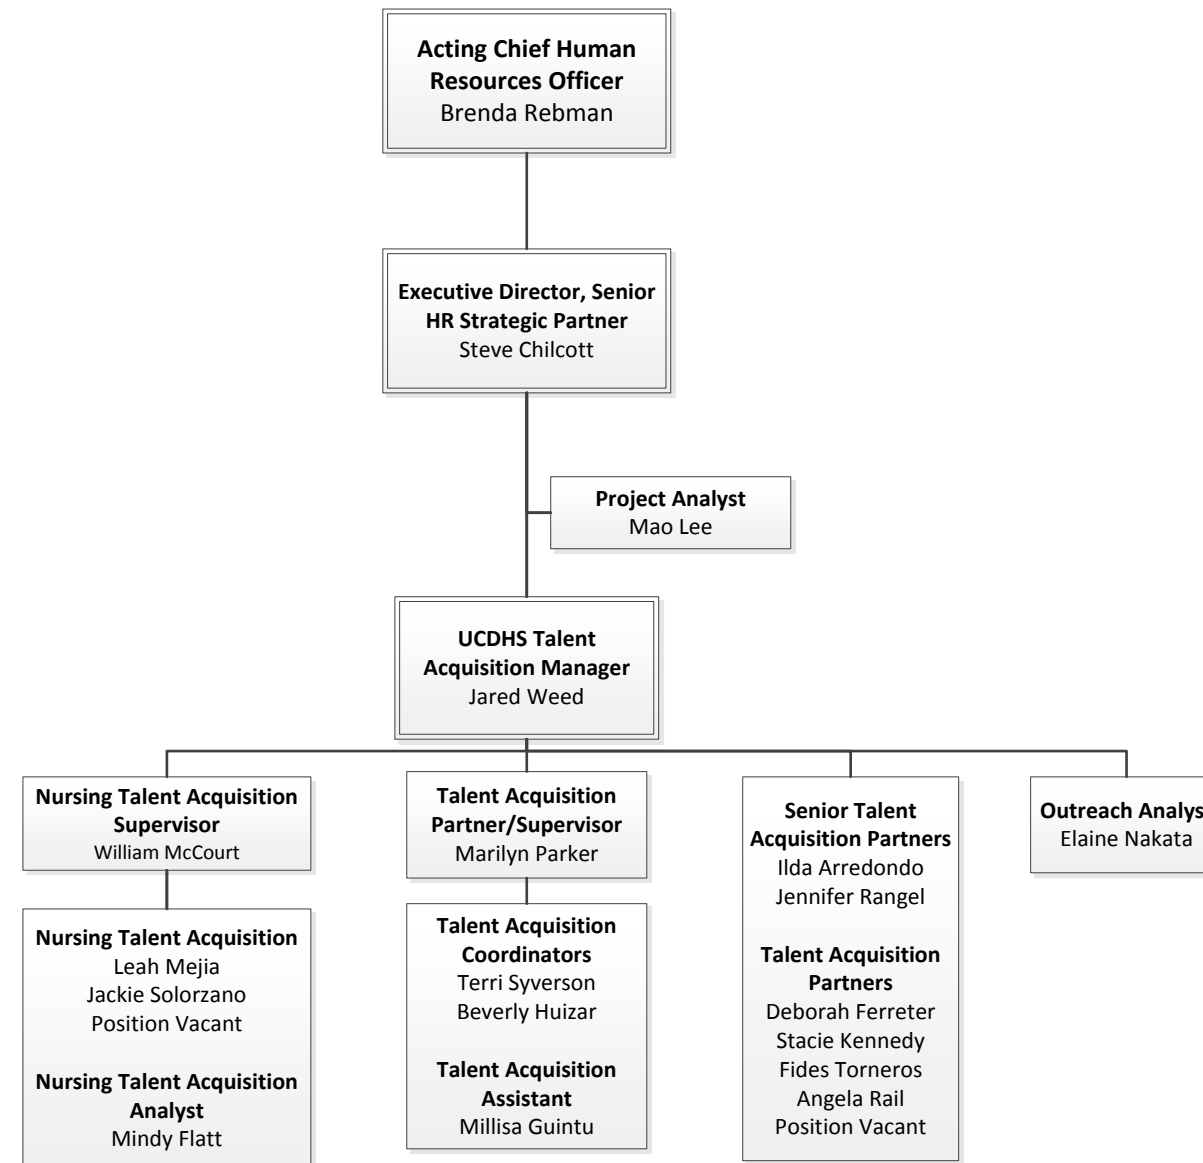 Acting Chief Human
Resources Officer
Brenda Rebman
Executive Director, Senior
HR Strategic Partner
Steve Chilcott
Project Analyst
Mao Lee
UCDHS Talent
Acquisition Manager
Jared Weed
Nursing Talent Acquisition
Supervisor
William McCourt
Nursing Talent Acquisition
Leah Mejia
Jackie Solorzano
Position Vacant
Nursing Talent Acquisition
Analyst
Mindy Flatt
Talent Acquisition
Partner/Supervisor
Marilyn Parker
Talent Acquisition
Coordinators
Terri Syverson
Beverly Huizar
Talent Acquisition
Assistant
Millisa Guintu
Senior Talent
Acquisition Partners
Ilda Arredondo
Jennifer Rangel
Talent Acquisition
Partners
Deborah Ferreter
Stacie Kennedy
Fides Torneros
Angela Rail
Position Vacant
Outreach Analys
Elaine Nakata